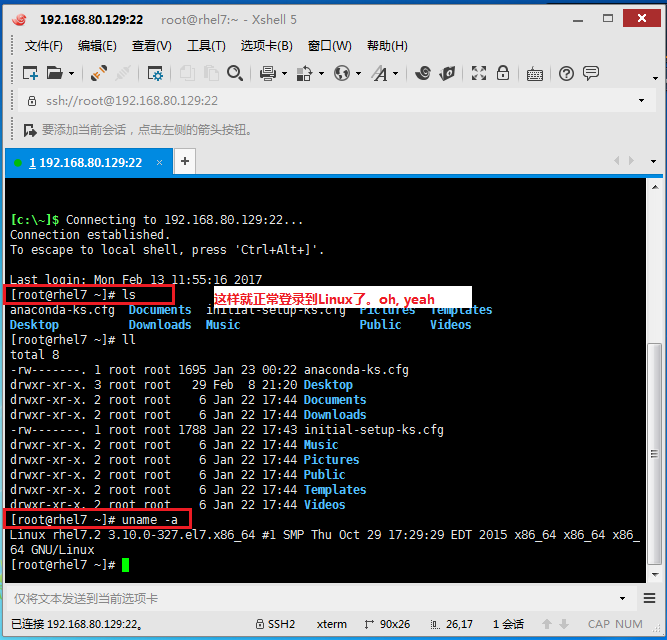 192.168.80.129:22    root@rhel7:~ - Xshell 5
文件(F) 编辑(E) 查看(V) 工具(T) 选项卡(B) 窗口(W) 帮助(H)
ssh://root@192.168.80.129:22
要添加当前会话，点击左侧的箭头按钮。
1 192.168.80.129:22 × +
[c:\~]$ Connecting to 192.168.80.129:22...
Connection established.
To escape to local shell, press 'Ctrl+Alt+]'.
Last login: Mon Feb 13 11:55:16 2017
[root@rhel7 ~]# ls
这样就正常登录到Linux了。oh, yeah
anaconda-ks.cfg  Documents  initial-setup-ks.cfg  Pictures  Templates
Desktop          Downloads  Music                 Public    Videos
[root@rhel7 ~]# ll
total 8
-rw-------. 1 root root 1695 Jan 23 00:22 anaconda-ks.cfg
drwxr-xr-x. 3 root root   29 Feb  8 21:20 Desktop
drwxr-xr-x. 2 root root    6 Jan 22 17:44 Documents
drwxr-xr-x. 2 root root    6 Jan 22 17:44 Downloads
-rw-------. 1 root root 1788 Jan 22 17:43 initial-setup-ks.cfg
drwxr-xr-x. 2 root root    6 Jan 22 17:44 Music
drwxr-xr-x. 2 root root    6 Jan 22 17:44 Pictures
drwxr-xr-x. 2 root root    6 Jan 22 17:44 Public
drwxr-xr-x. 2 root root    6 Jan 22 17:44 Templates
drwxr-xr-x. 2 root root    6 Jan 22 17:44 Videos
[root@rhel7 ~]# uname -a
Linux rhel7.2 3.10.0-327.el7.x86_64 #1 SMP Thu Oct 29 17:29:29 EDT 2015 x86_64 x86_64 x86_
64 GNU/Linux
[root@rhel7 ~]#
仅将文本发送到当前选项卡
已连接 192.168.80.129:22。 SSH2 xterm 90x26 26,17 1 会话 CAP NUM